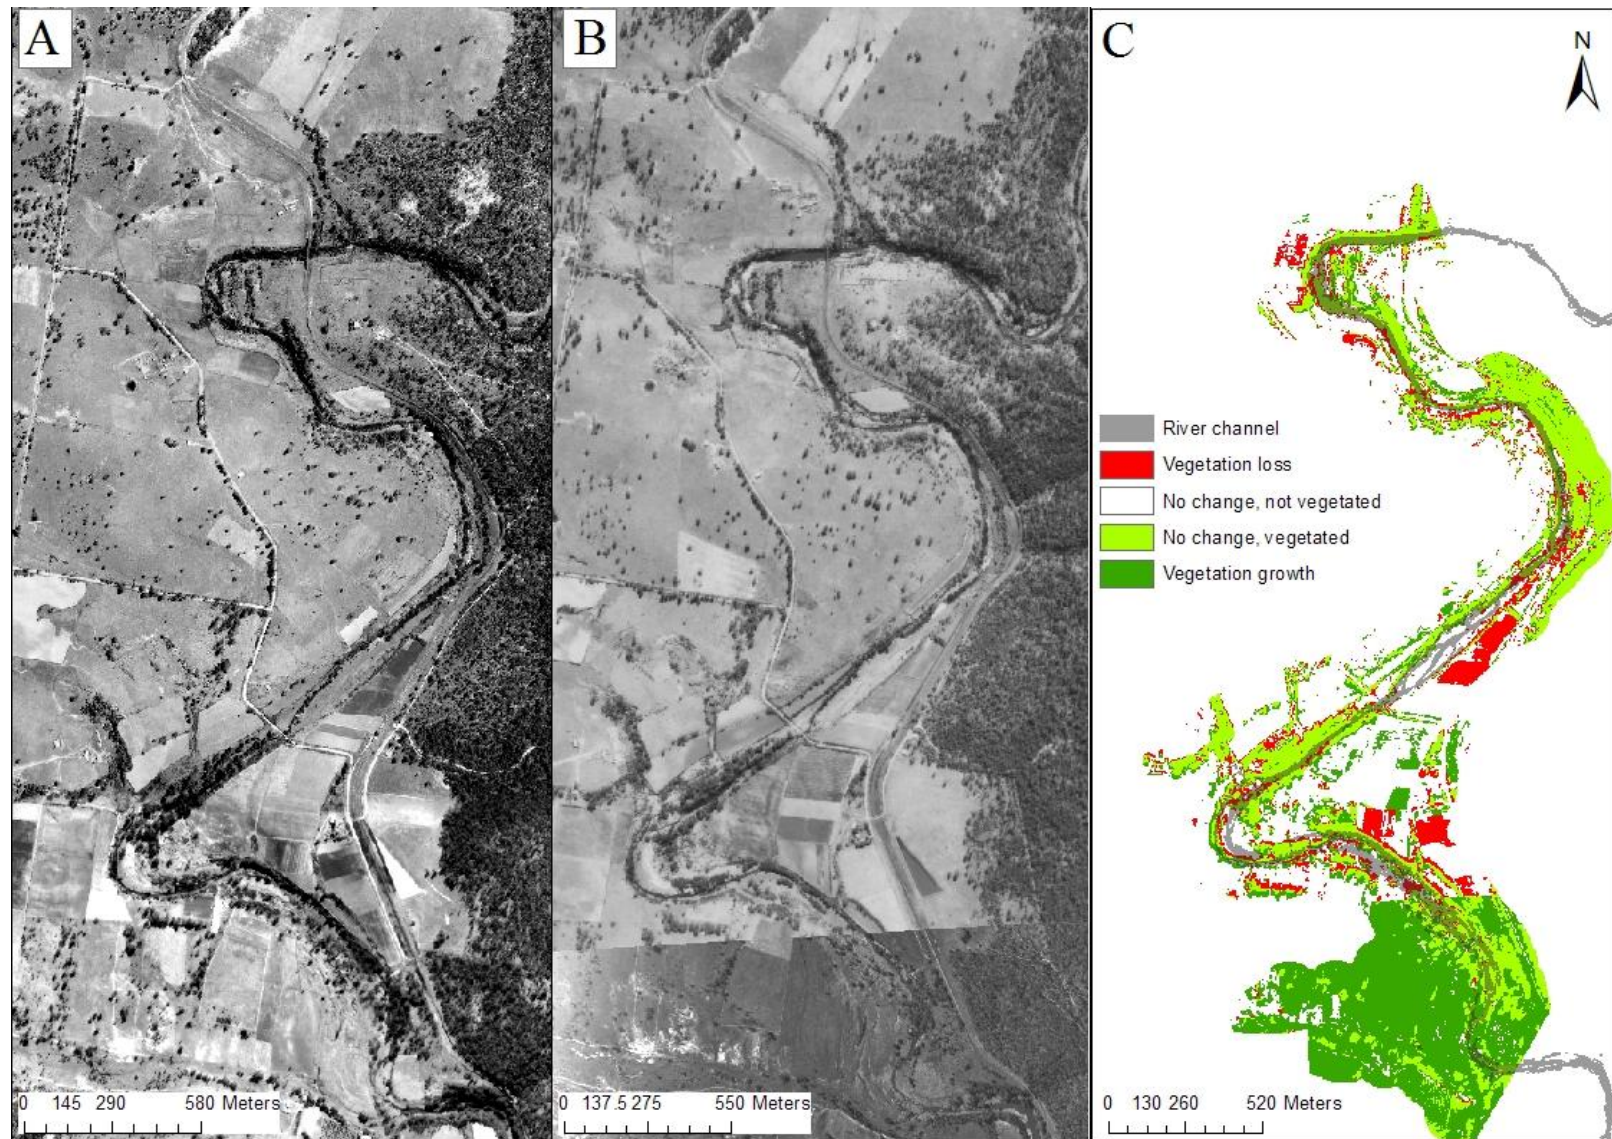 A
B
C
N
River channel
Vegetation loss
No change, not vegetated
No change, vegetated
Vegetation growth
0 145 290 580 Meters
0 137.5 275 550 Meters
0 130 260 520 Meters